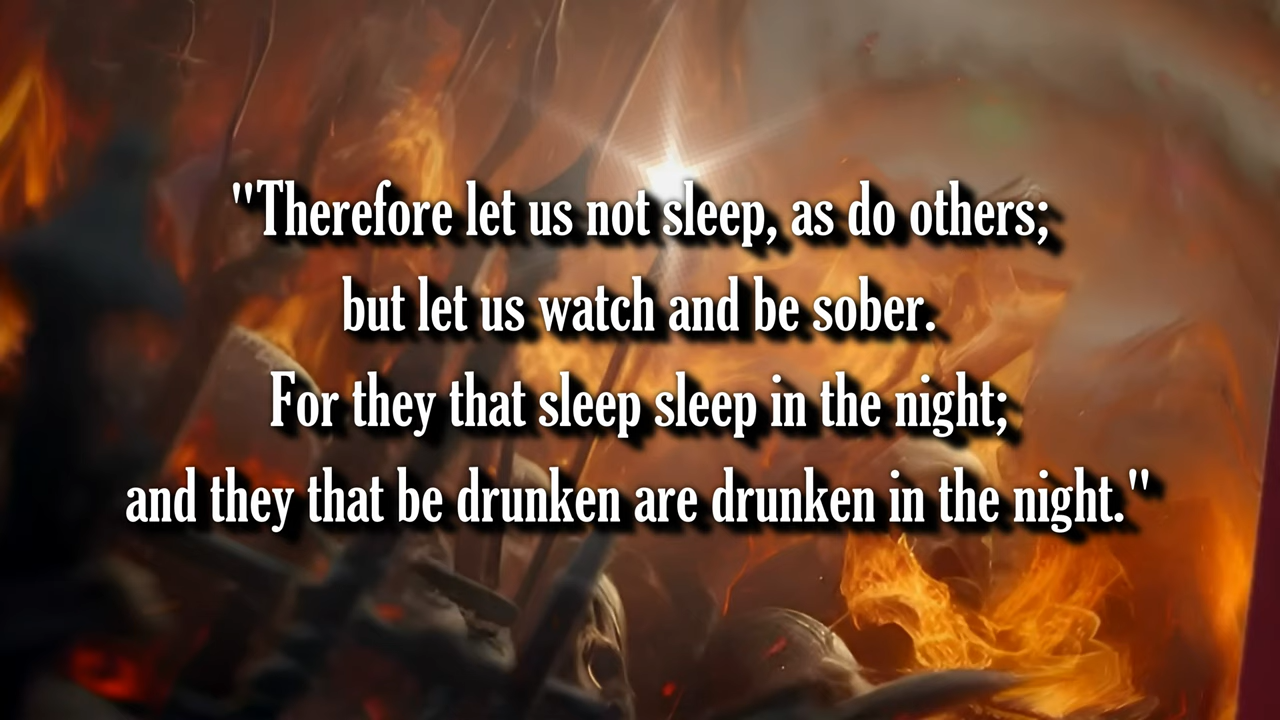 "Therefore let us not sleep, as do others;
but let us watch and be sober.
For they that sleep sleep in the night;
and they that be drunken are drunken in the night."